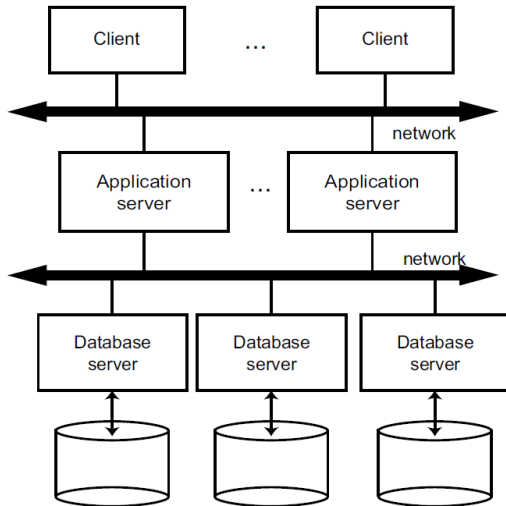 Client
...
Client
network
Application
server
...
Application
server
network
Database
server
Database
server
Database
server